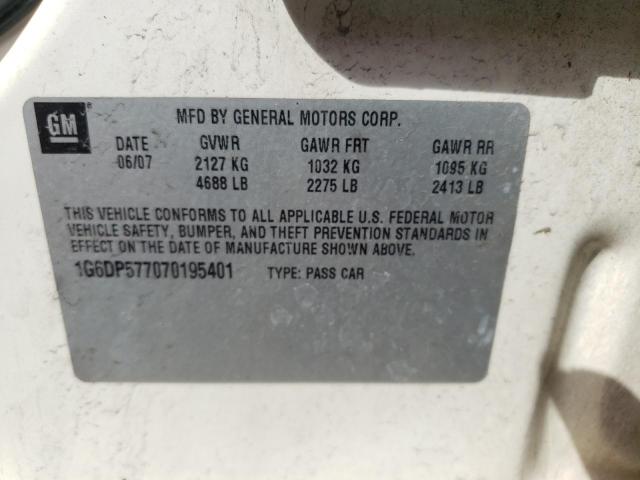 GM
MFD BY GENERAL MOTORS CORP.
DATE GVWR GAWR FRT GAWR RR
06/07 2127 KG 1032 KG 1095 KG
4688 LB 2275 LB 2413 LB
THIS VEHICLE CONFORMS TO ALL APPLICABLE U.S. FEDERAL MOTOR
VEHICLE SAFETY, BUMPER, AND THEFT PREVENTION STANDARDS IN
EFFECT ON THE DATE OF MANUFACTURE SHOWN ABOVE.
1G6DP577070195401 TYPE: PASS CAR